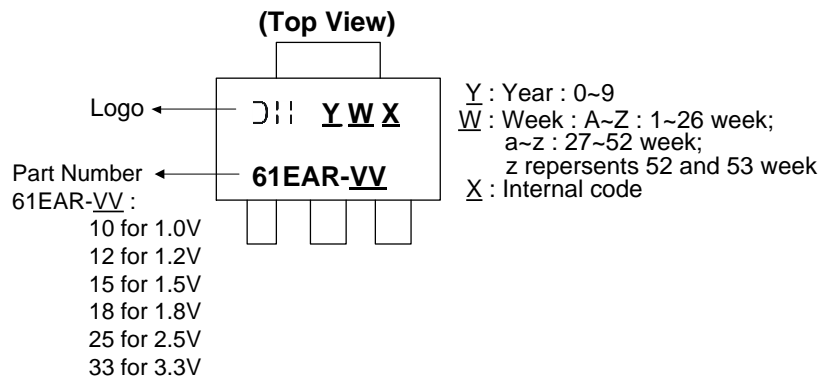 (Top View)
Logo
Y W X
Part Number
61EAR-VV
61EAR-VV :
10 for 1.0V
12 for 1.2V
15 for 1.5V
18 for 1.8V
25 for 2.5V
33 for 3.3V
Y : Year : 0~9
W : Week : A~Z : 1~26 week;
a~z : 27~52 week;
z repersents 52 and 53 week
X : Internal code